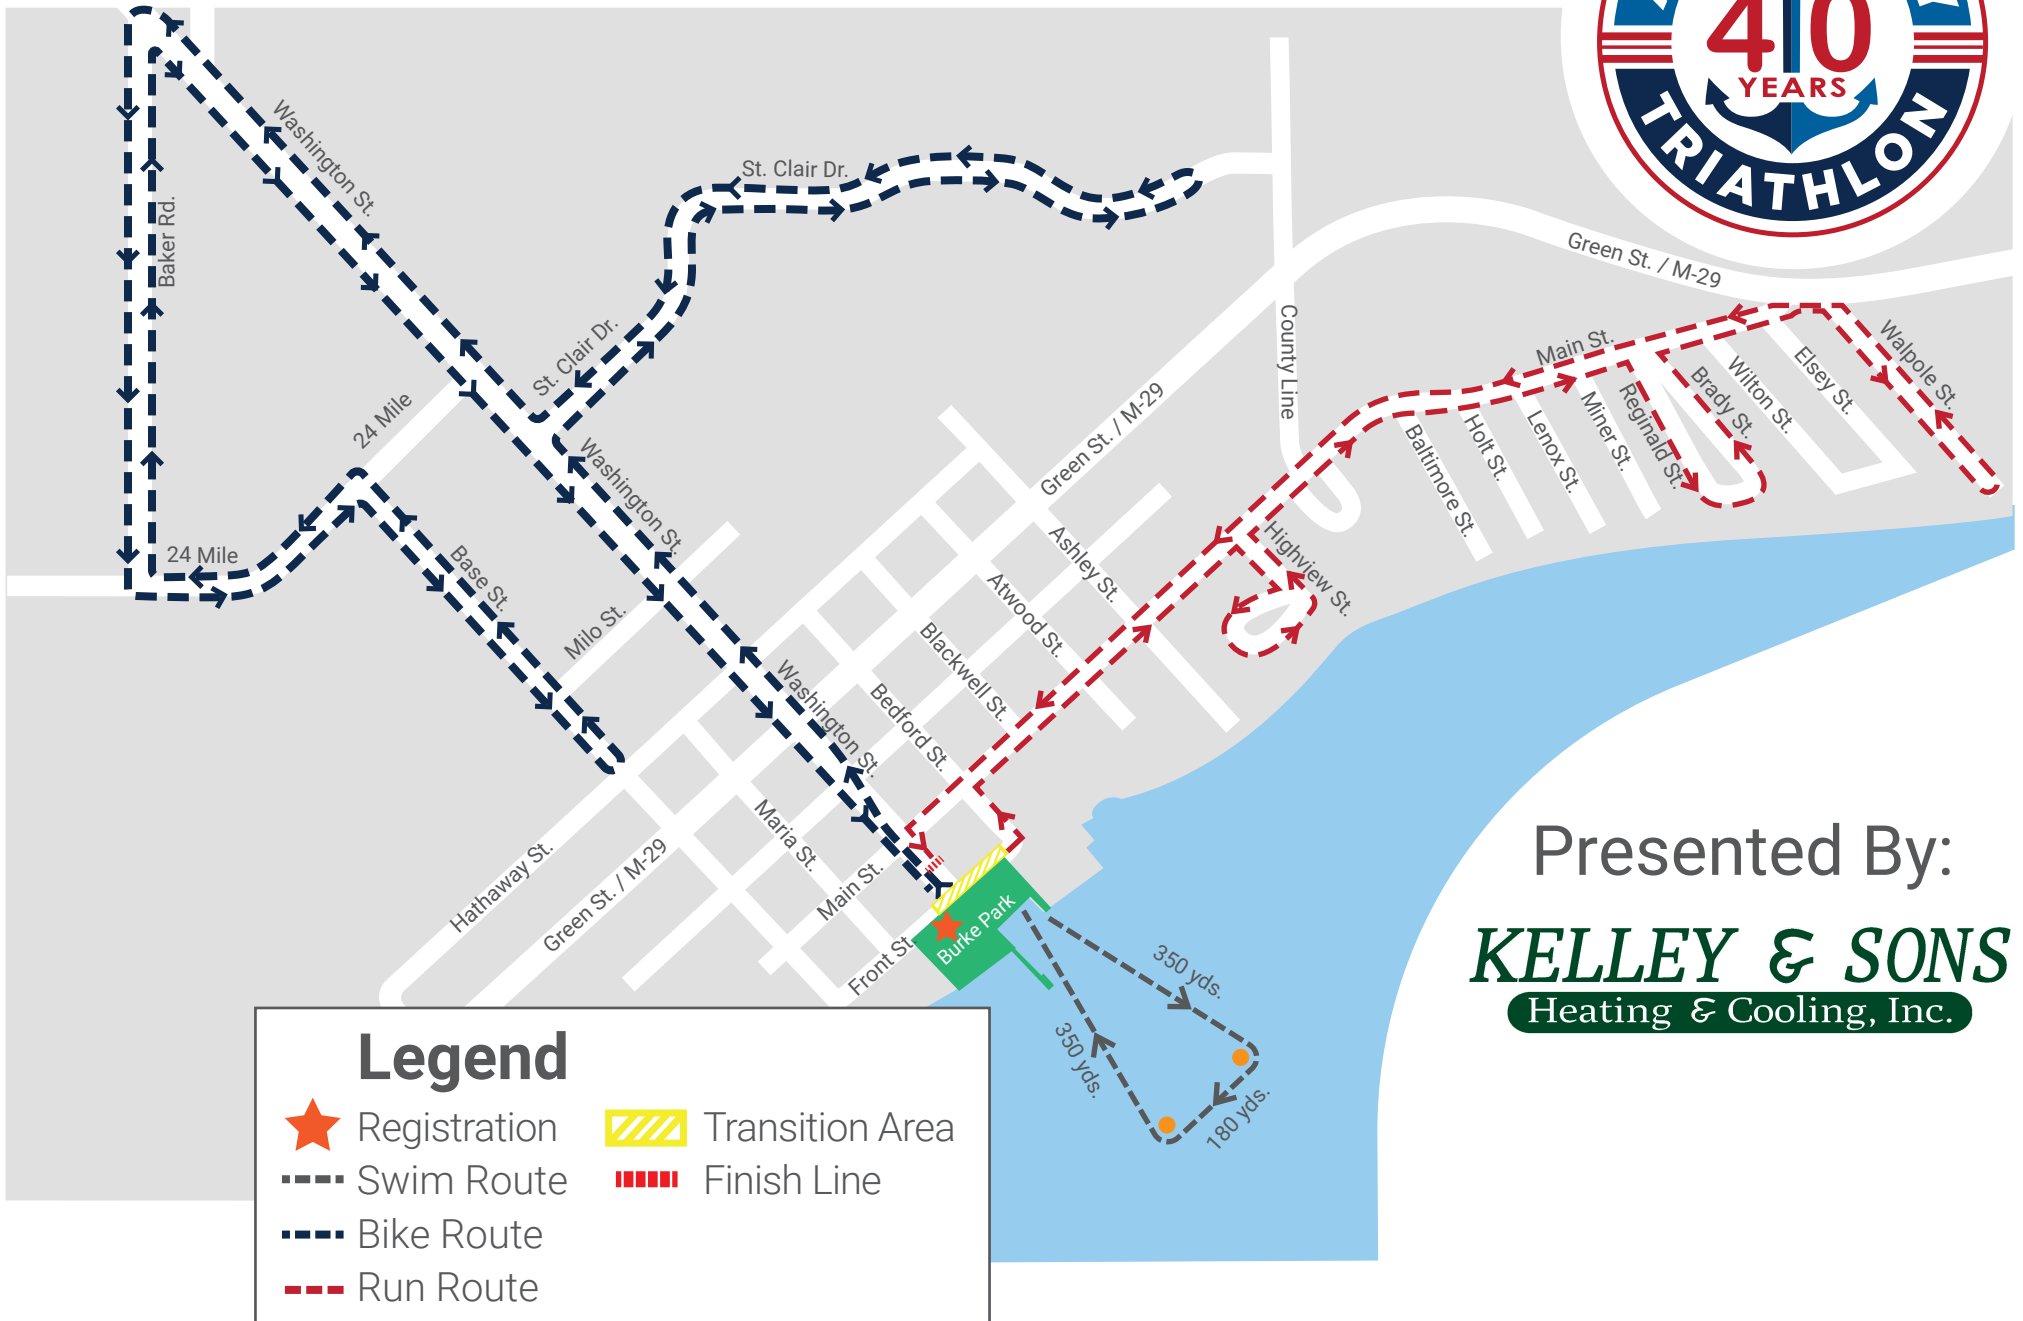 40
YEARS
TRIATHLON
Washington St.
Baker Rd.
St. Clair Dr.
St. Clair Dr.
24 Mile
24 Mile
Base St.
Milo St.
Washington St.
Washington St.
Green St. / M-29
Green St. / M-29
County Line
Main St.
Walpole St.
Elsey St.
Wilton St.
Brady St.
Reginald St.
Miner St.
Lenox St.
Holt St.
Baltimore St.
Highview St.
Ashley St.
Atwood St.
Blackwell St.
Bedford St.
Maria St.
Main St.
Hathaway St.
Green St. / M-29
Front St.
Burke Park
350 yds.
350 yds.
180 yds.
Presented By:
KELLEY & SONS
Heating & Cooling, Inc.
Legend
Registration
Transition Area
Swim Route
Finish Line
Bike Route
Run Route